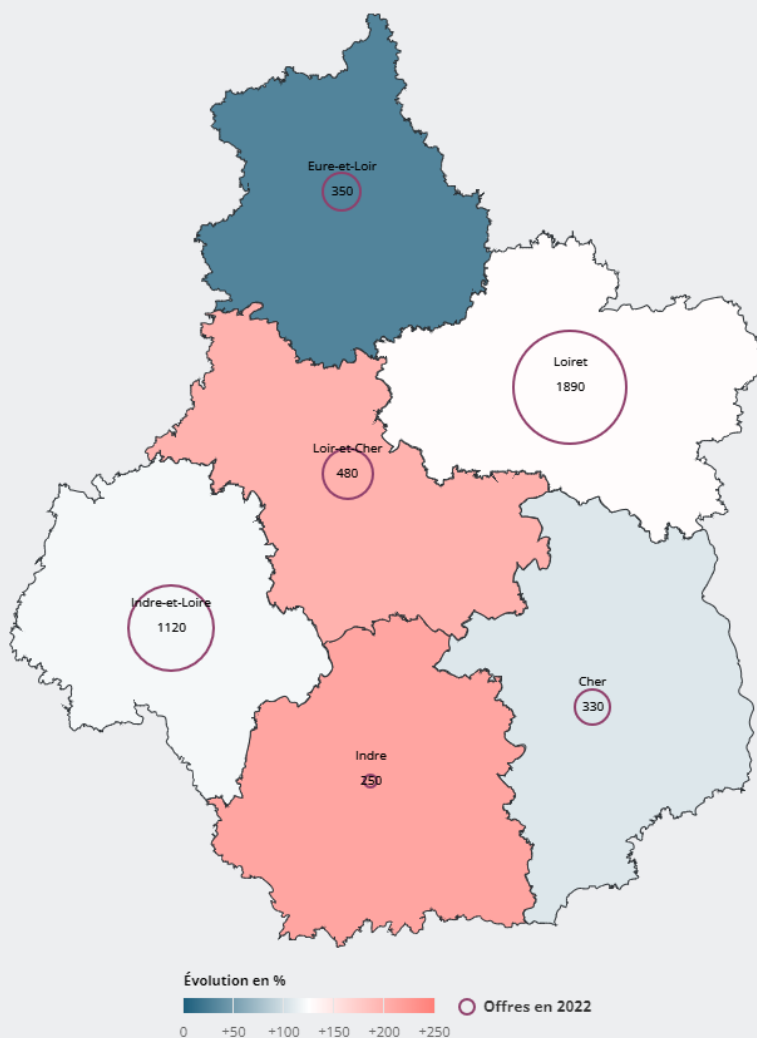 Eure-et-Loir
350
Loiret
1890
Loir-et-Cher
480
Indre-et-Loire
1120
Cher
330
Indre
250
Évolution en %
Offres en 2022
0 +50 +100 +150 +200 +250